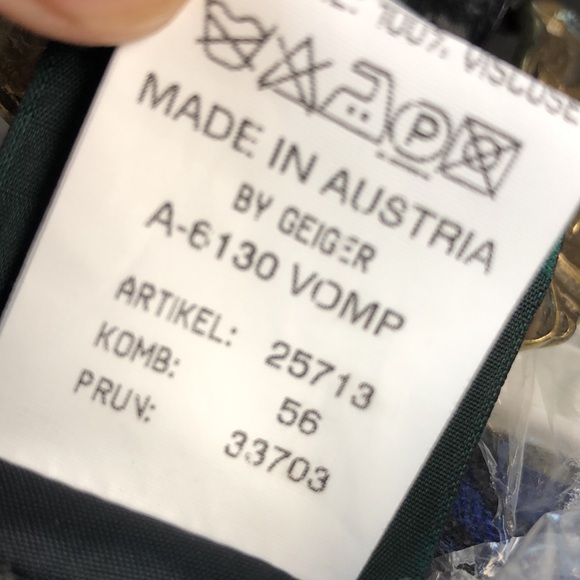 100% VISCOSE
P
MADE IN AUSTRIA
BY GEIGER
A-6130 VOMP
ARTIKEL: 25713
KOMB: 56
PRUV: 33703